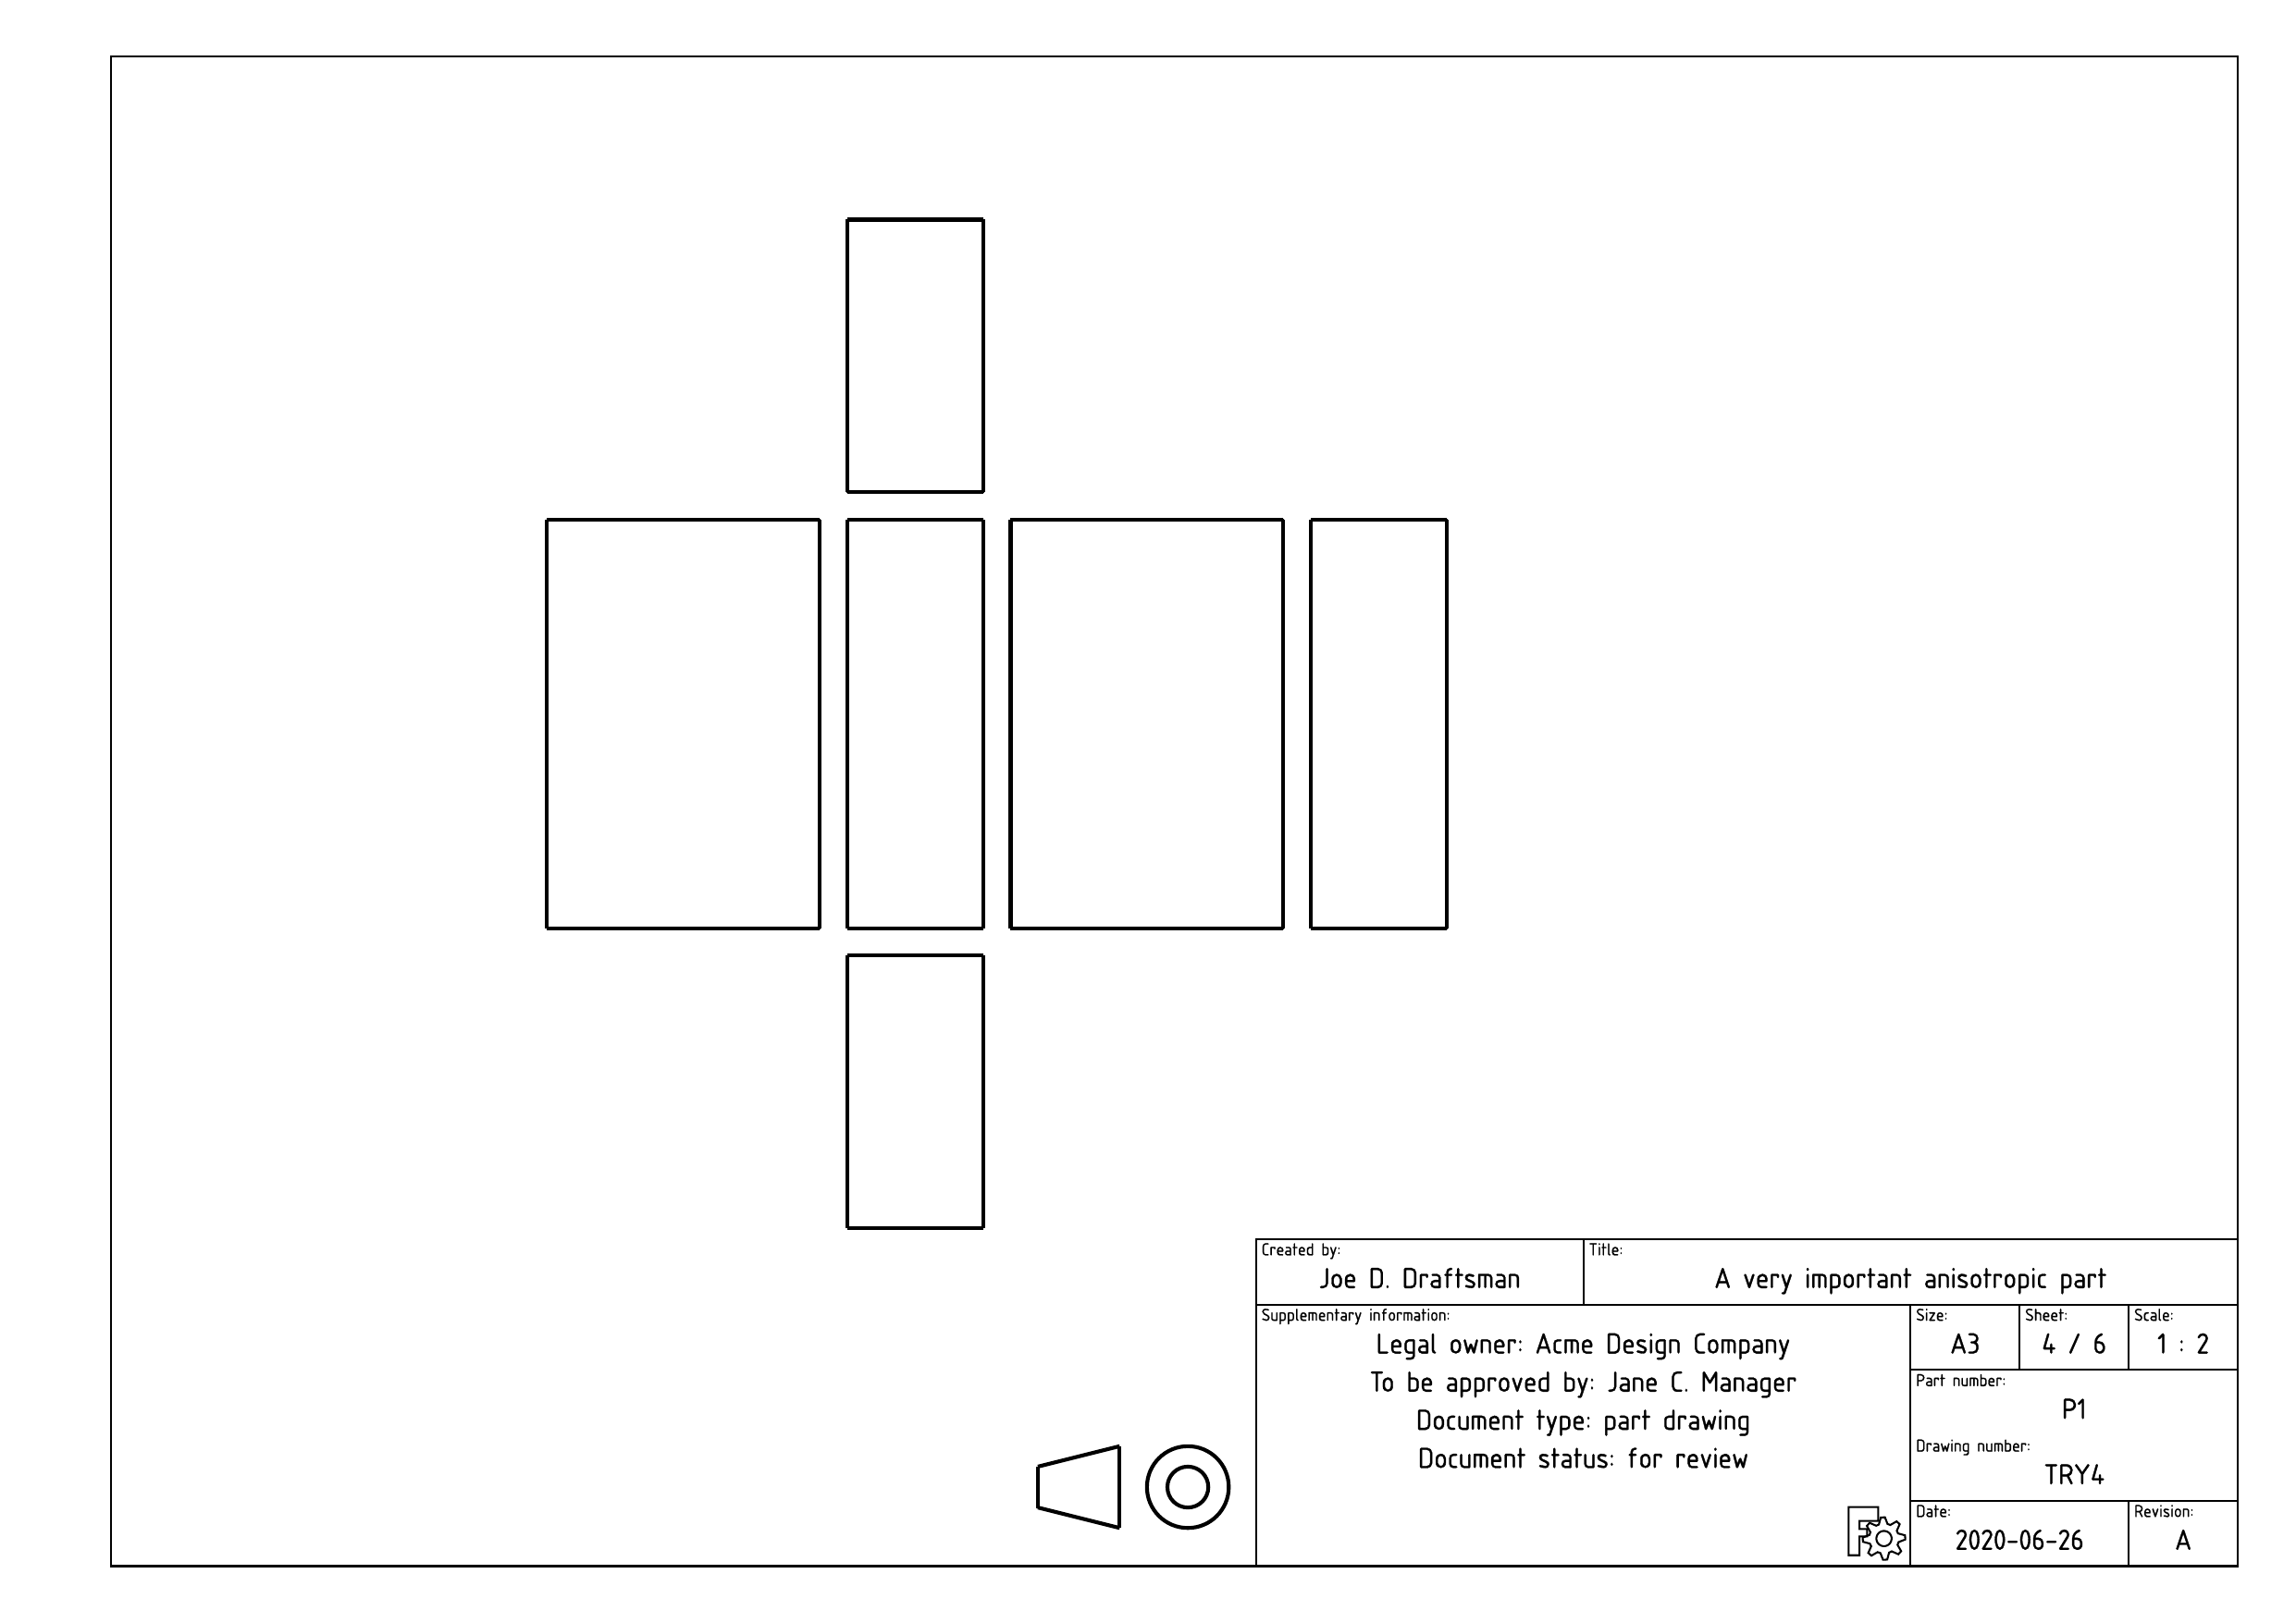 Created by:
Joe D. Draftsman
Title:
A very important anisotropic part
Supplementary information:
Legal owner: Acme Design Company
To be approved by: Jane C. Manager
Document type: part drawing
Document status: for review
Size:
A3
Sheet:
4 / 6
Scale:
1 : 2
Part number:
P1
Drawing number:
TRY4
Date:
2020-06-26
Revision:
A